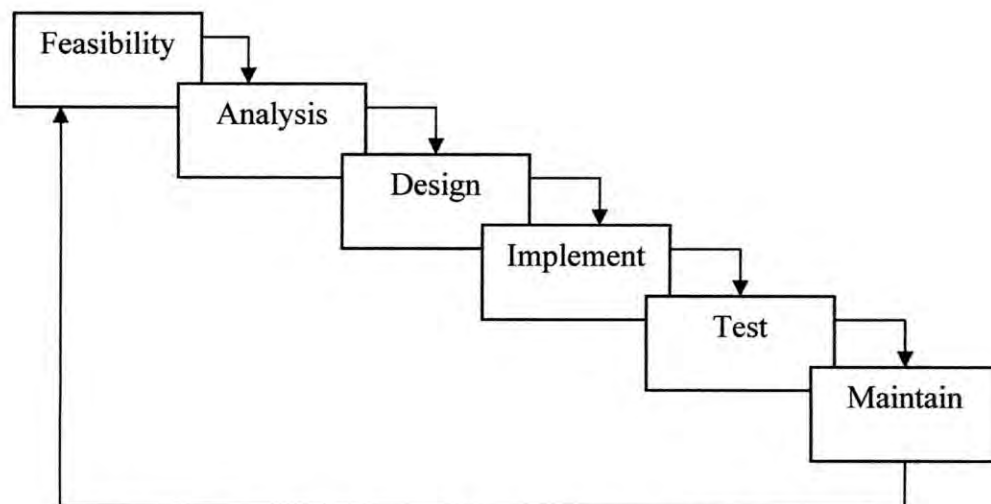 Feasibility
Analysis
Design
Implement
Test
Maintain